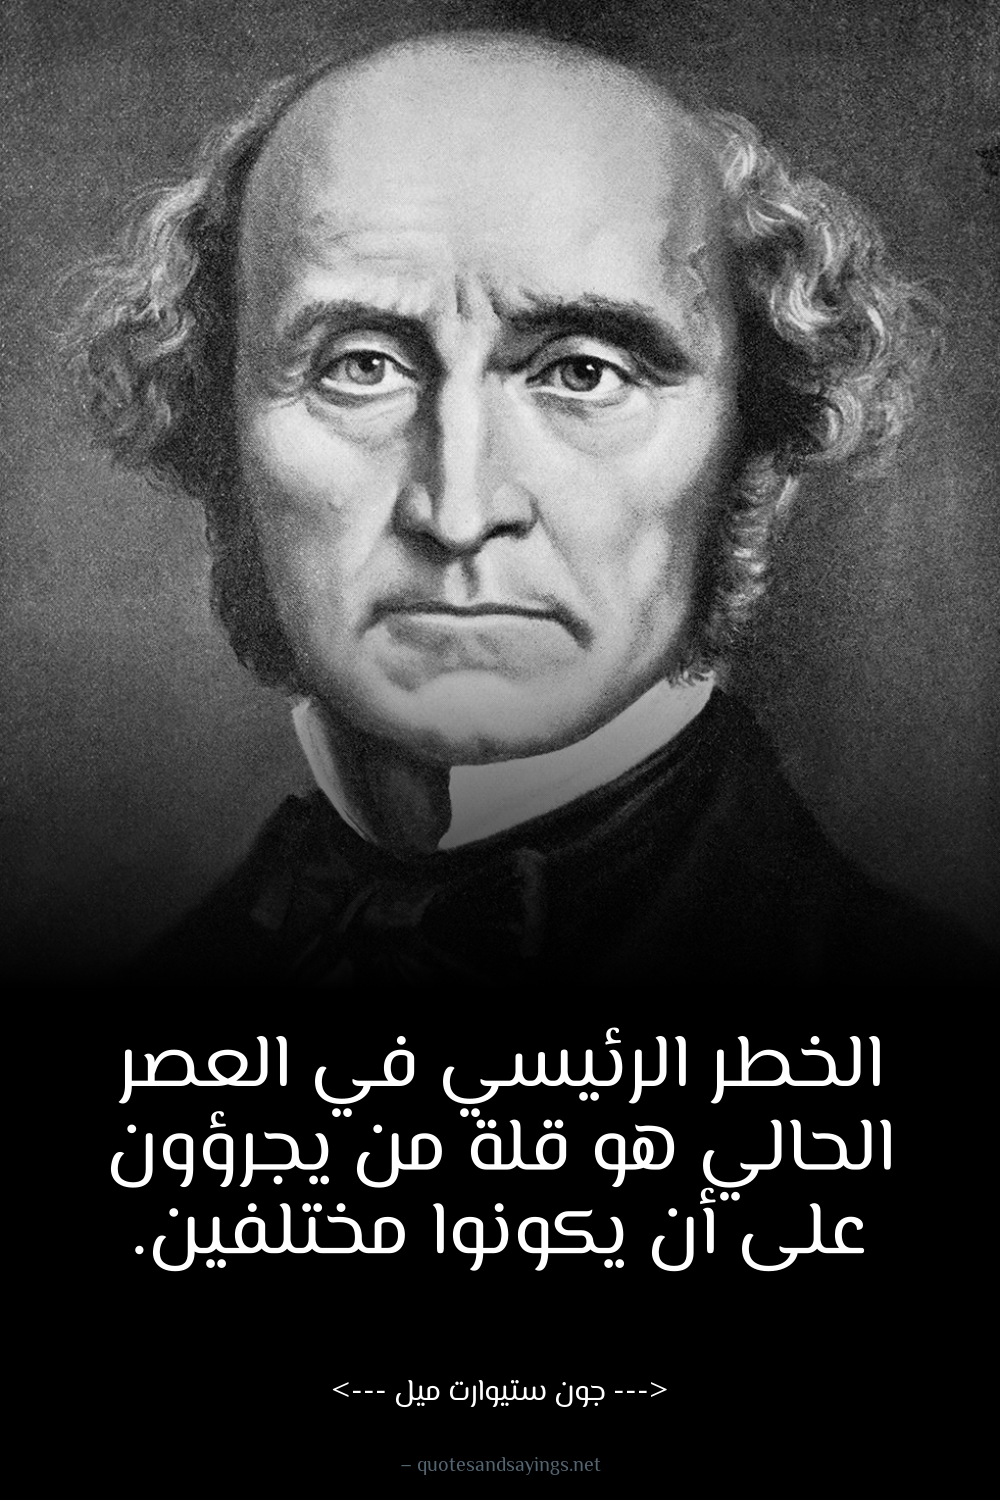 الخطر الرئيسي في العصر
الحالي هو قلة من يجرؤون
على أن يكونوا مختلفين.
<--- جون ستيوارت ميل --->
– quotesandsayings.net